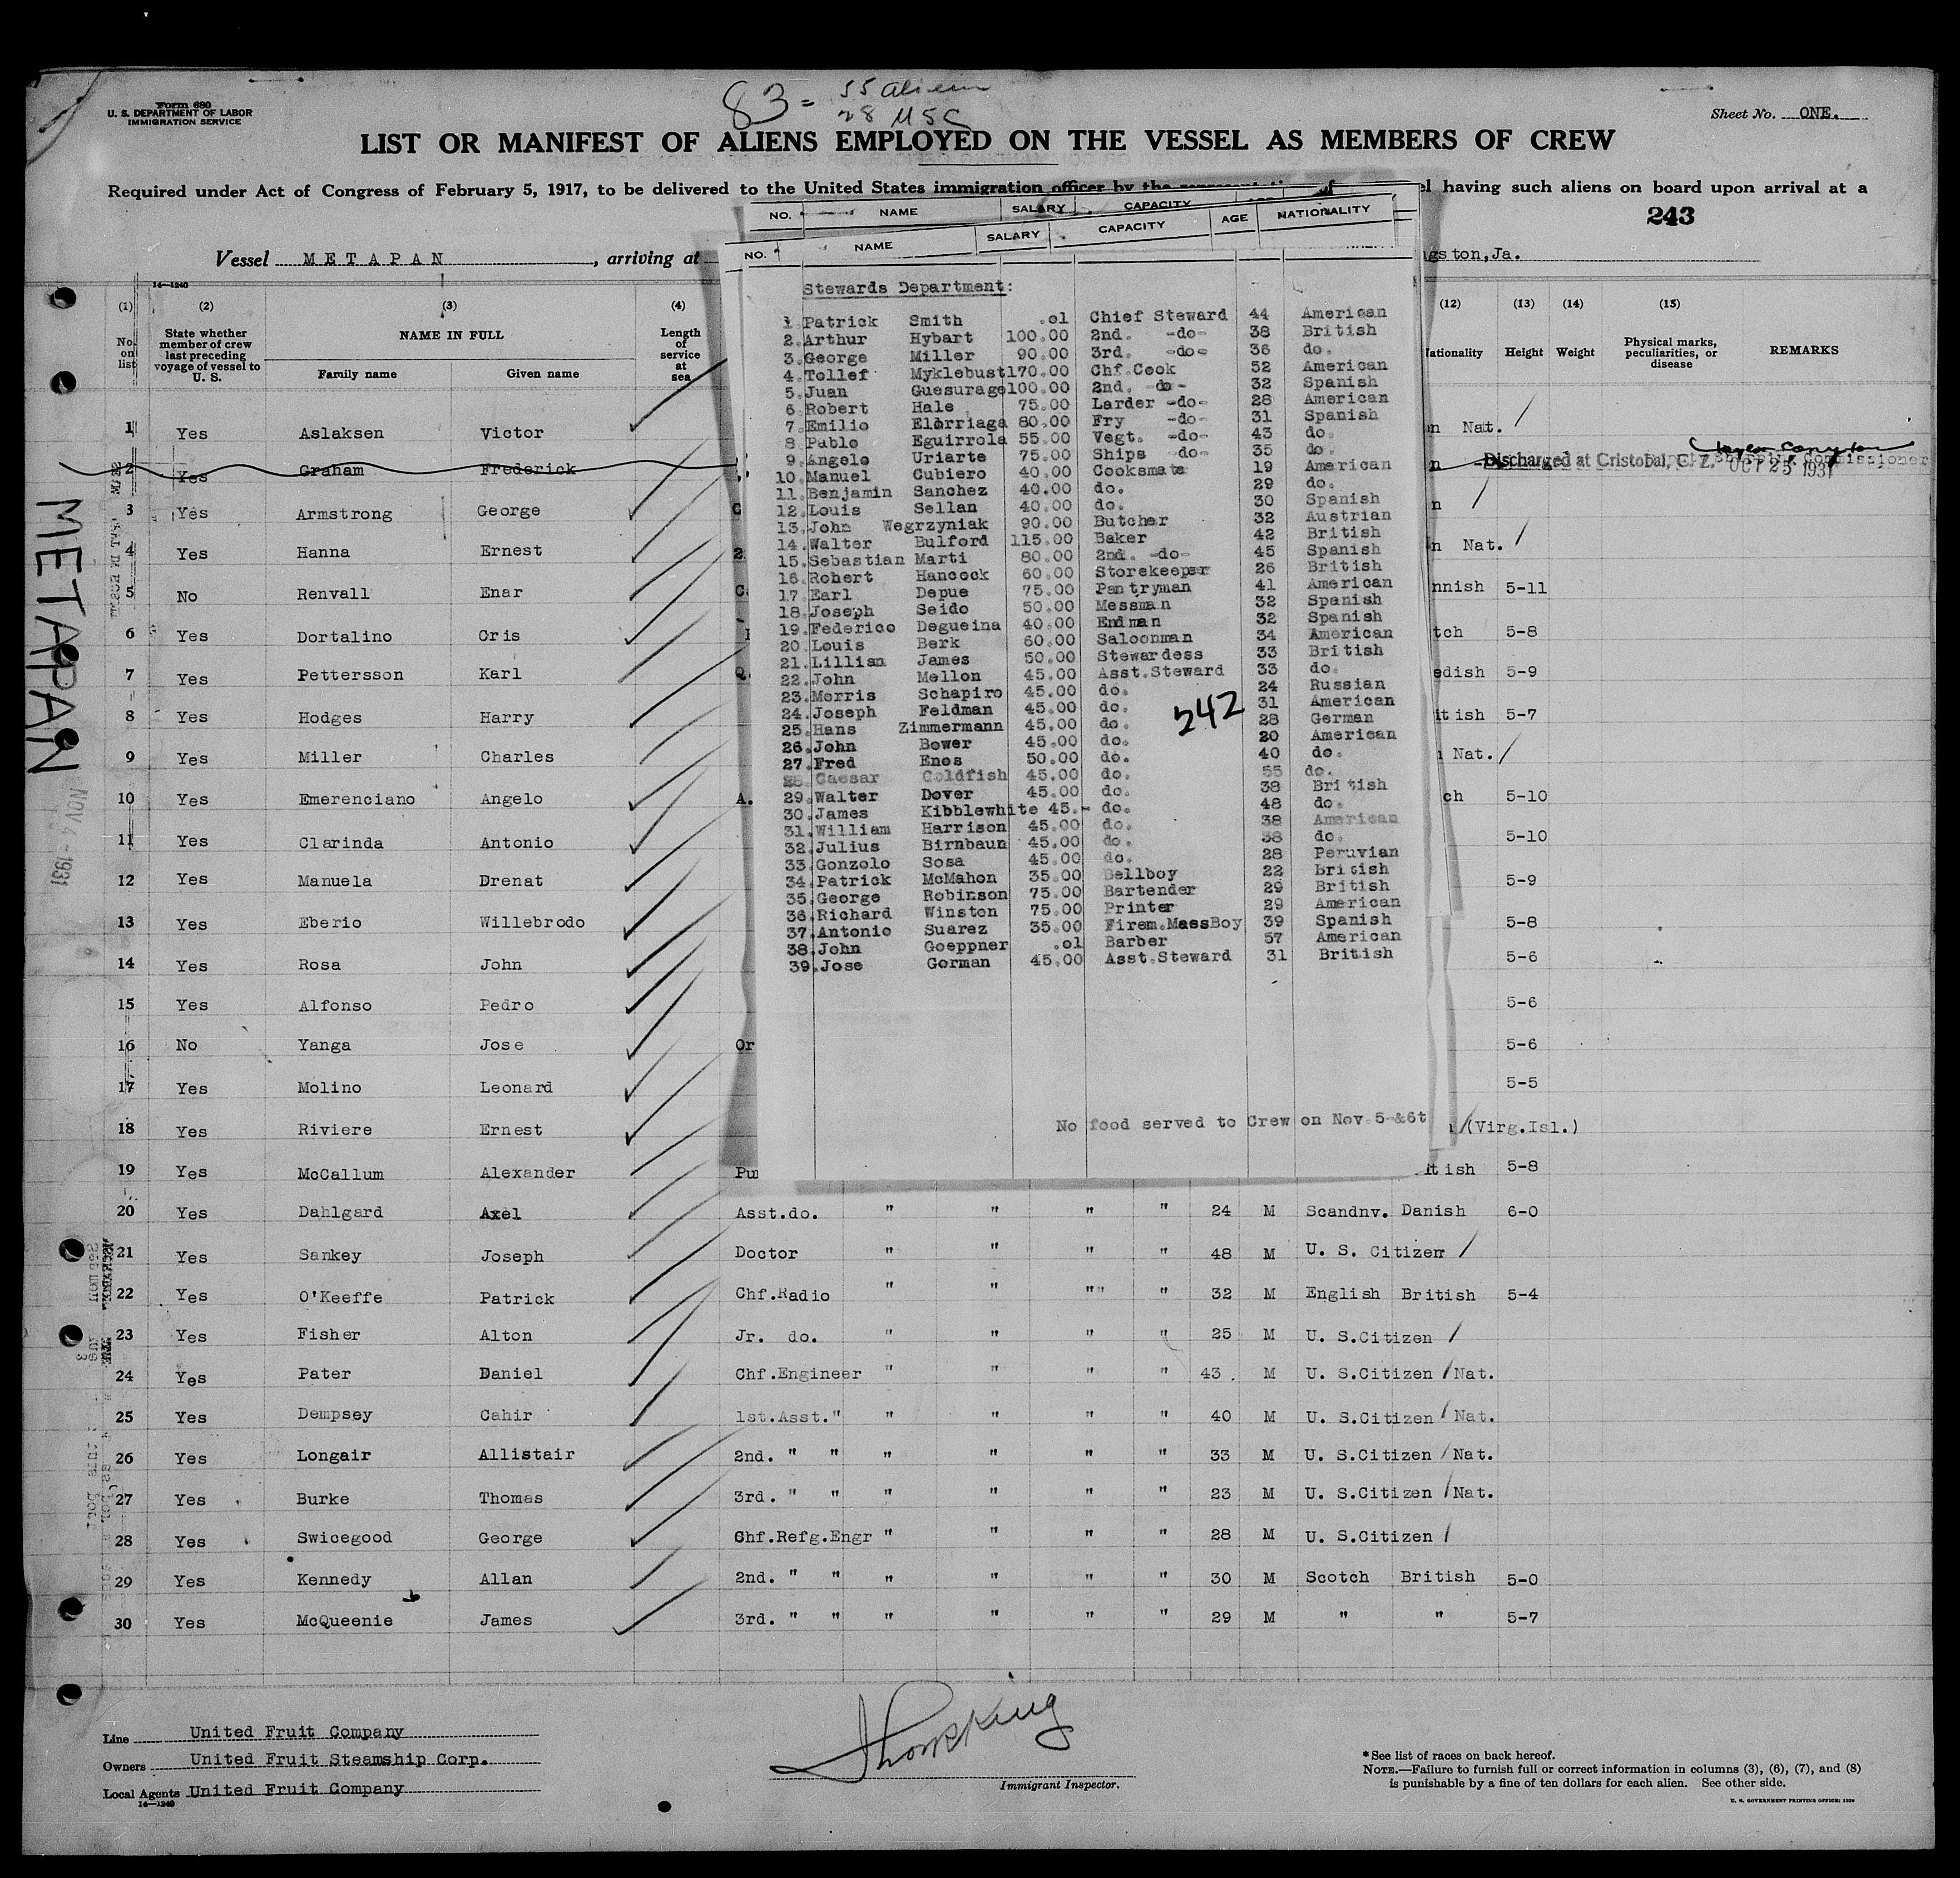 Form 680
U. S. DEPARTMENT OF LABOR
IMMIGRATION SERVICE
83 = 55 alien
28 USC
Sheet No. ONE.
LIST OR MANIFEST OF ALIENS EMPLOYED ON THE VESSEL AS MEMBERS OF CREW
Required under Act of Congress of February 5, 1917, to be delivered to the United States immigration officer by the having such aliens on board upon arrival at a
243
Vessel METAPAN, arriving at gston, Ja.
14-1240
(1) (2) (3) (4) (12) (13) (14) (15)
No. on list State whether member of crew last preceding voyage of vessel to U. S. NAME IN FULL Family name Given name Length of service at sea Height Weight Physical marks, peculiarities, or disease REMARKS
NO. NAME SALARY CAPACITY
NO. NAME SALARY CAPACITY AGE NATIONALITY
Stewards Department:
1. Patrick Smith .01 Chief Steward 44 American
2. Arthur Hybart 100.00 2nd. -do- 38 British
3. George Miller 90.00 3rd. -do- 36 do.
4. Tollef Myklebust 170.00 Chf.Cook 52 American
5. Juan Guesurago 100.00 2nd. do- 32 Spanish
6. Robert Hale 75.00 Larder -do- 28 American
7. Emilio Elorriaga 80.00 Fry -do- 31 Spanish
8. Pablo Eguirrola 55.00 Vegt. -do- 43 do.
9. Angelo Uriarte 75.00 Ships -do- 35 do.
10. Manuel Cubiero 40.00 Cooksmate 19 American
11. Benjamin Sanchez 40.00 do. 29 do.
12. Louis Sellan 40.00 do. 30 Spanish
13. John Wegrzyniak 90.00 Butcher 32 Austrian
14. Walter Bulford 115.00 Baker 42 British
15. Sebastian Marti 80.00 2nd. -do- 45 Spanish
16. Robert Hancock 60.00 Storekeeper 26 British
17. Earl Depue 75.00 Pantryman 41 American
18. Joseph Seido 50.00 Messman 32 Spanish
19. Federico Degueina 40.00 Endman 32 Spanish
20. Louis Berk 60.00 Saloonman 34 American
21. Lillian James 50.00 Stewardess 33 British
22. John Mellon 45.00 Asst.Steward 33 do.
23. Morris Schapiro 45.00 do. 24 Russian
24. Joseph Feldman 45.00 do. 31 American
25. Hans Zimmermann 45.00 do. 28 German
26. John Bower 45.00 do. 20 American
27. Fred Enos 50.00 do. 40 do.
28. Caesar Goldfish 45.00 do. 55 do.
29. Walter Dover 45.00 do. 38 British
30. James Kibblewhite 45.- do. 48 do.
31. William Harrison 45.00 do. 38 American
32. Julius Birnbaum 45.00 do. 38 do.
33. Gonzolo Sosa 45.00 do. 28 Peruvian
34. Patrick McMahon 35.00 Bellboy 22 British
35. George Robinson 75.00 Bartender 29 British
36. Richard Winston 75.00 Printer 29 American
37. Antonio Suarez 35.00 Firem.MessBoy 39 Spanish
38. John Goeppner .01 Barber 57 American
39. Jose Gorman 45.00 Asst.Steward 31 British
242
No food served to Crew on Nov.5-&6t
METAPAN
NOV 4 - 1931
1 Yes Aslaksen Victor Nat.
2 Yes Graham Frederick Discharged at Cristobal, C. Z. OCT 25 1931
3 Yes Armstrong George
4 Yes Hanna Ernest Nat.
5 No Renvall Enar nnish 5-11
6 Yes Dortalino Cris tch 5-8
7 Yes Pettersson Karl edish 5-9
8 Yes Hodges Harry itish 5-7
9 Yes Miller Charles Nat.
10 Yes Emerenciano Angelo A. ch 5-10
11 Yes Clarinda Antonio 5-10
12 Yes Manuela Drenat 5-9
13 Yes Eberio Willebrodo 5-8
14 Yes Rosa John 5-6
15 Yes Alfonso Pedro 5-6
16 No Yanga Jose Or 5-6
17 Yes Molino Leonard 5-5
18 Yes Riviere Ernest (Virg.Isl.)
19 Yes McCallum Alexander Pu itish 5-8
20 Yes Dahlgard Axel Asst.do. " " " " 24 M Scandnv. Danish 6-0
21 Yes Sankey Joseph Doctor " " " " 48 M U. S. Citizen
22 Yes O'Keeffe Patrick Chf.Radio " " "" " 32 M English British 5-4
23 Yes Fisher Alton Jr. do. " " " " 25 M U. S.Citizen
24 Yes Pater Daniel Chf.Engineer " " " " 43 M U. S.Citizen Nat.
25 Yes Dempsey Cahir 1st.Asst." " " " " 40 M U. S.Citizen Nat.
26 Yes Longair Allistair 2nd. " " " " " " 33 M U. S.Citizen Nat.
27 Yes Burke Thomas 3rd. " " " " " " 23 M U. S.Citizen Nat.
28 Yes Swicegood George Chf.Refg.Engr " " " " 28 M U. S.Citizen
29 Yes Kennedy Allan 2nd. " " " " " " 30 M Scotch British 5-0
30 Yes McQueenie James 3rd. " " " " " " 29 M " " 5-7
Line United Fruit Company
Owners United Fruit Steamship Corp.
Local Agents United Fruit Company
14-1240
Immigrant Inspector.
* See list of races on back hereof.
NOTE.—Failure to furnish full or correct information in columns (3), (6), (7), and (8)
is punishable by a fine of ten dollars for each alien. See other side.
U. S. GOVERNMENT PRINTING OFFICE: 1930